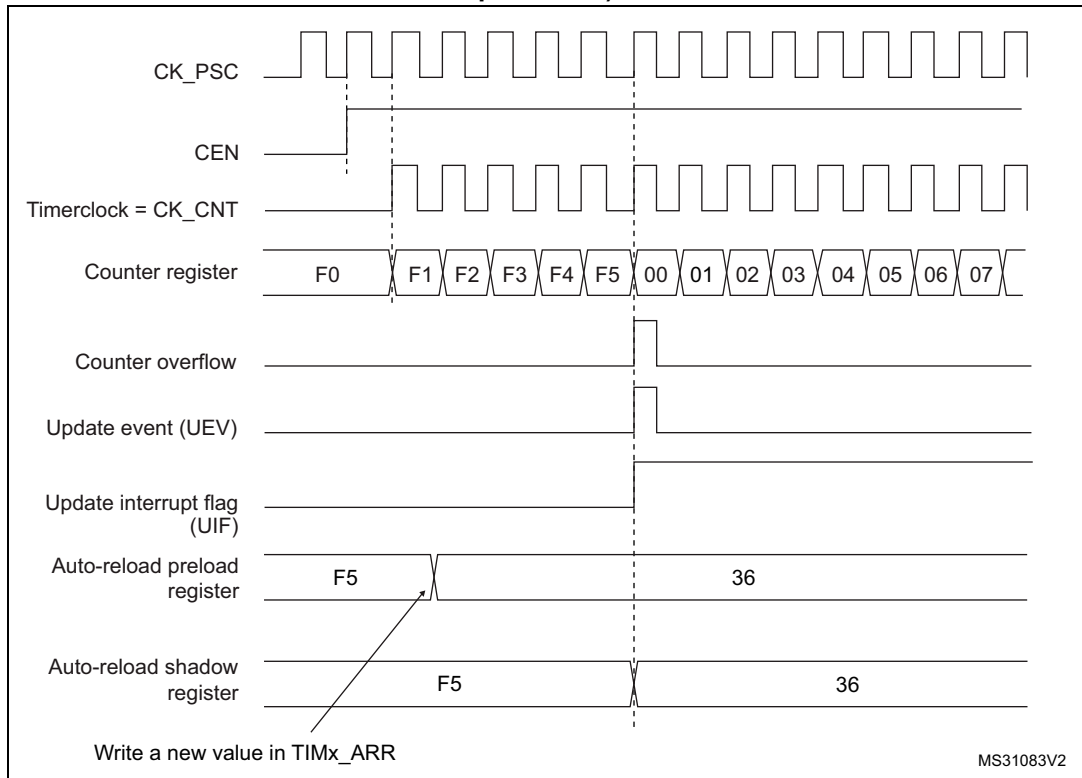 CK_PSC
CEN
Timerclock = CK_CNT
Counter register F0 F1 F2 F3 F4 F5 00 01 02 03 04 05 06 07
Counter overflow
Update event (UEV)
Update interrupt flag
(UIF)
Auto-reload preload
register
F5 36
Auto-reload shadow
register
F5 36
Write a new value in TIMx_ARR
MS31083V2